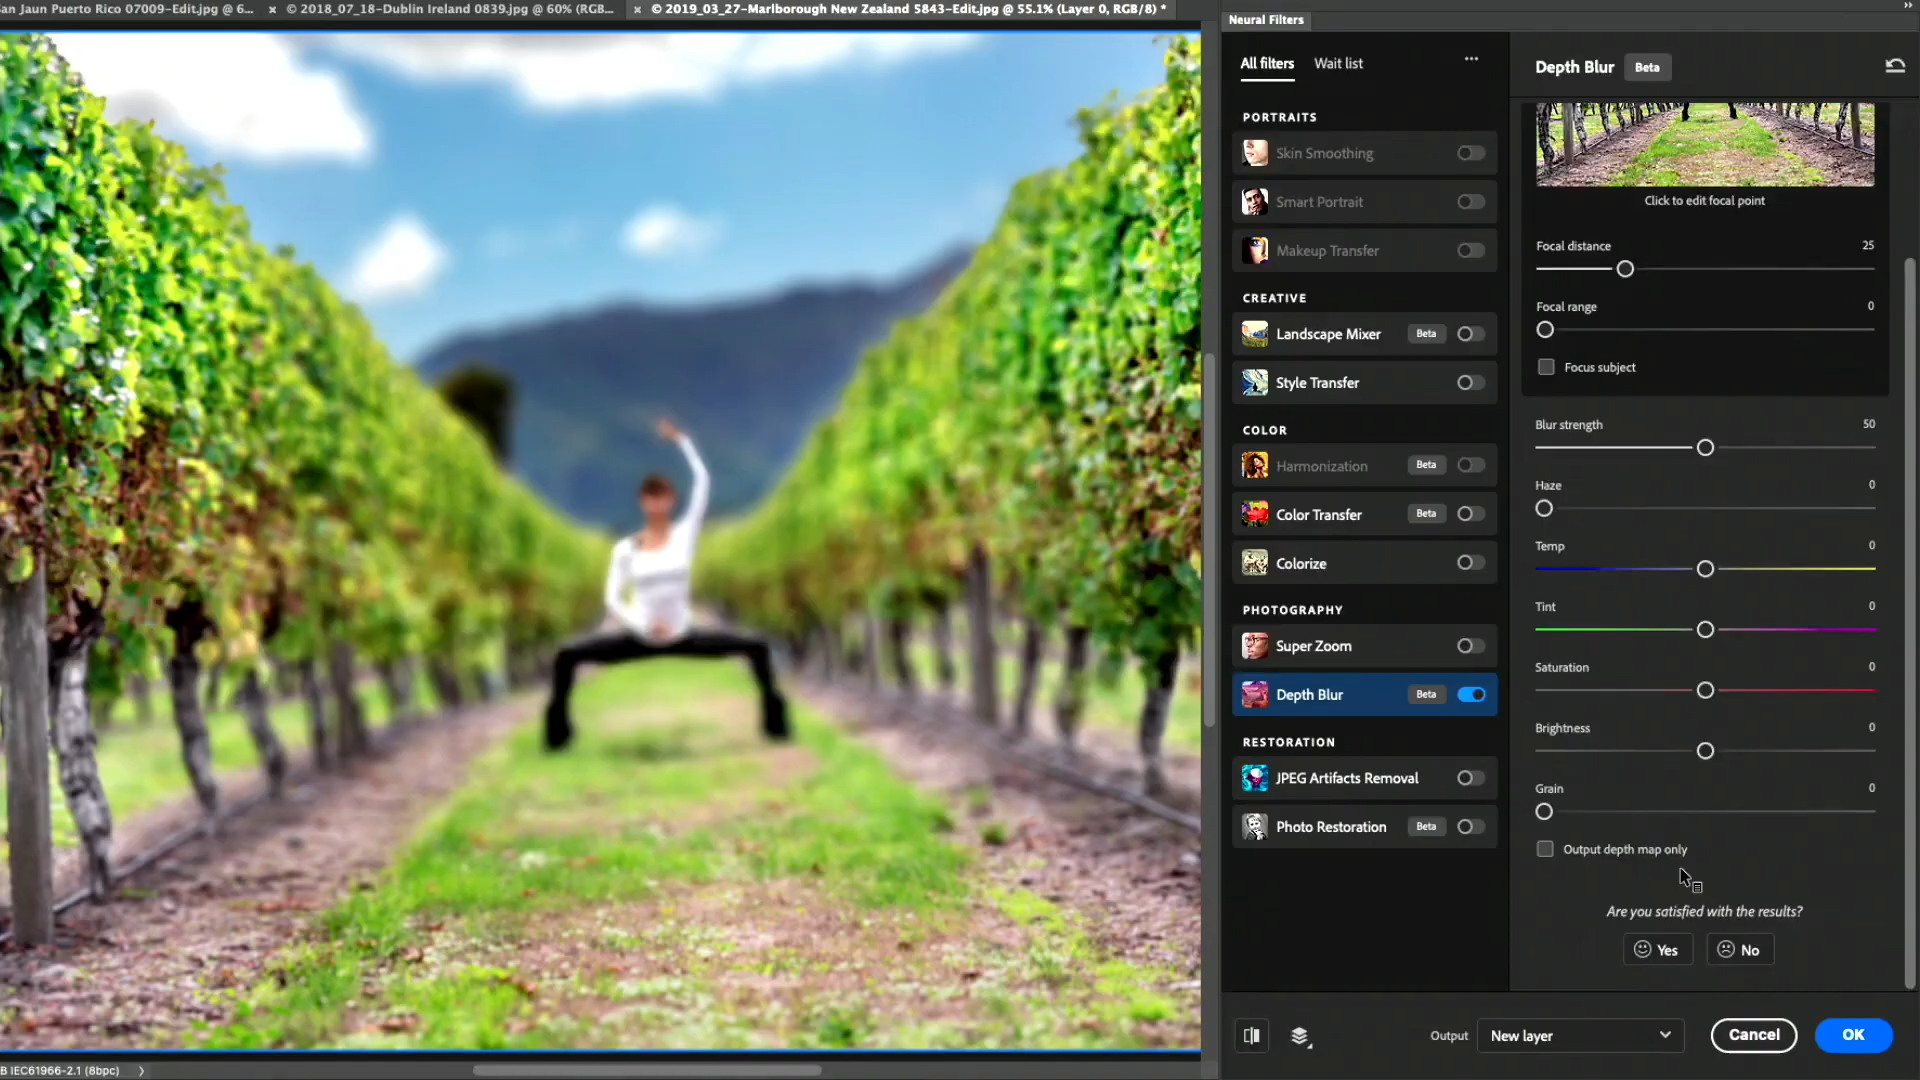 an Jaun Puerto Rico 07009-Edit.jpg @ 6...
× © 2018_07_18-Dublin Ireland 0839.jpg @ 60% (RGB...
× © 2019_03_27-Marlborough New Zealand 5843-Edit.jpg @ 55.1% (Layer 0, RGB/8) *
Neural Filters
All filters
Wait list
PORTRAITS
Skin Smoothing
Smart Portrait
Makeup Transfer
CREATIVE
Landscape Mixer Beta
Style Transfer
COLOR
Harmonization Beta
Color Transfer Beta
Colorize
PHOTOGRAPHY
Super Zoom
Depth Blur Beta
RESTORATION
JPEG Artifacts Removal
Photo Restoration Beta
Depth Blur Beta
Click to edit focal point
Focal distance 25
Focal range 0
Focus subject
Blur strength 50
Haze 0
Temp 0
Tint 0
Saturation 0
Brightness 0
Grain 0
Output depth map only
Are you satisfied with the results?
Yes
No
Output New layer
Cancel
OK
B IEC61966-2.1 (8bpc)